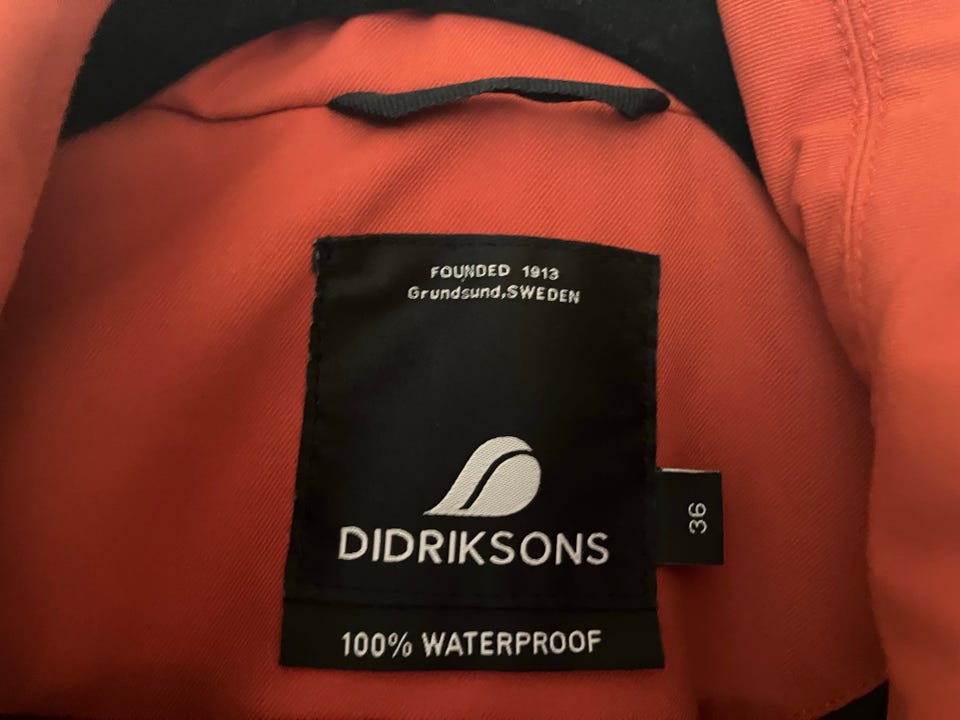 FOUNDED 1913
Grundsund,SWEDEN
DIDRIKSONS
36
100% WATERPROOF